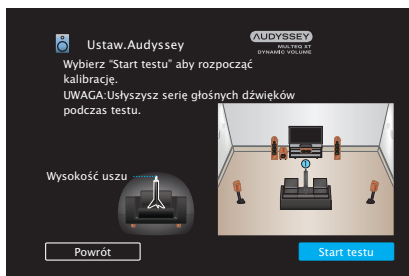 Ustaw.Audyssey
AUDYSSEY
MULTEQ XT
DYNAMIC VOLUME
Wybierz "Start testu" aby rozpocząć
kalibrację.
UWAGA:Usłyszysz serię głośnych dźwięków
podczas testu.
Wysokość uszu
Powrót
Start testu